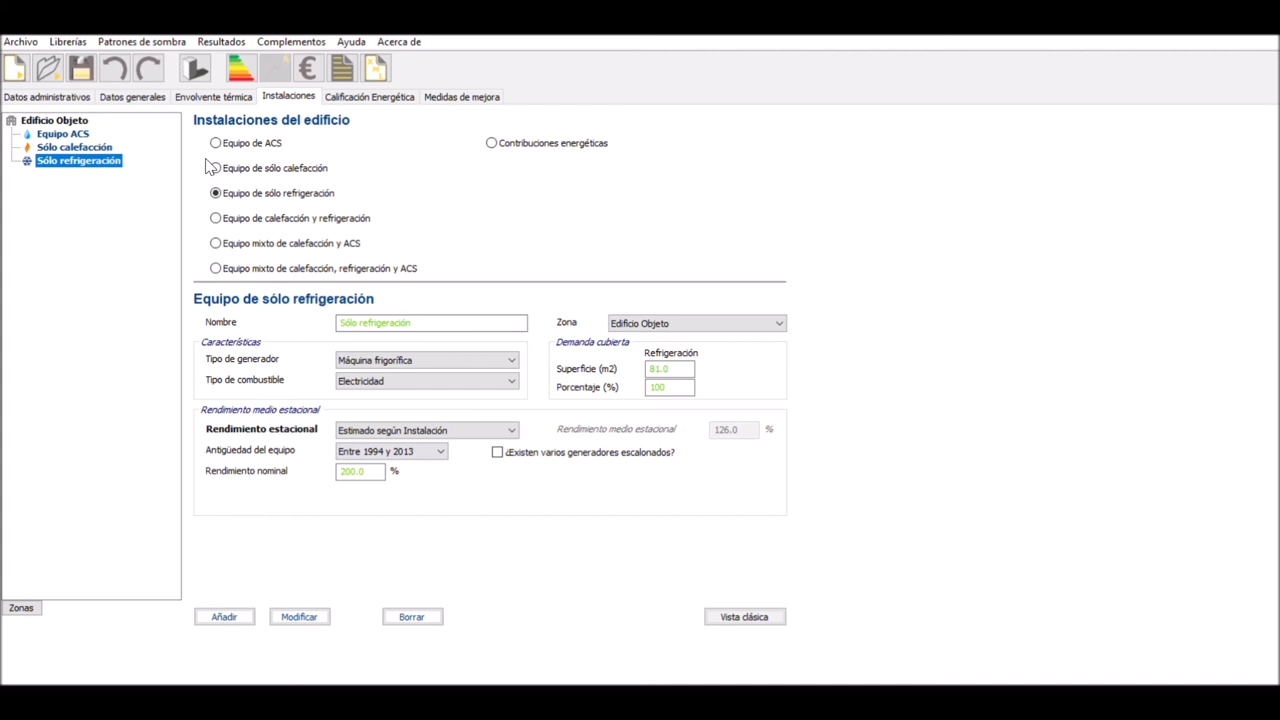 Archivo Librerías Patrones de sombra Resultados Complementos Ayuda Acerca de
Datos administrativos Datos generales Envolvente térmica Instalaciones Calificación Energética Medidas de mejora
Edificio Objeto
Equipo ACS
Sólo calefacción
Sólo refrigeración
Zonas
Instalaciones del edificio
Equipo de ACS Contribuciones energéticas
Equipo de sólo calefacción
Equipo de sólo refrigeración
Equipo de calefacción y refrigeración
Equipo mixto de calefacción y ACS
Equipo mixto de calefacción, refrigeración y ACS
Equipo de sólo refrigeración
Nombre Sólo refrigeración Zona Edificio Objeto
Características Demanda cubierta
Refrigeración
Tipo de generador Máquina frigorífica Superficie (m2) 81.0
Tipo de combustible Electricidad Porcentaje (%) 100
Rendimiento medio estacional
Rendimiento estacional Estimado según Instalación Rendimiento medio estacional 126.0 %
Antigüedad del equipo Entre 1994 y 2013 ¿Existen varios generadores escalonados?
Rendimiento nominal 200.0 %
Añadir Modificar Borrar Vista clásica